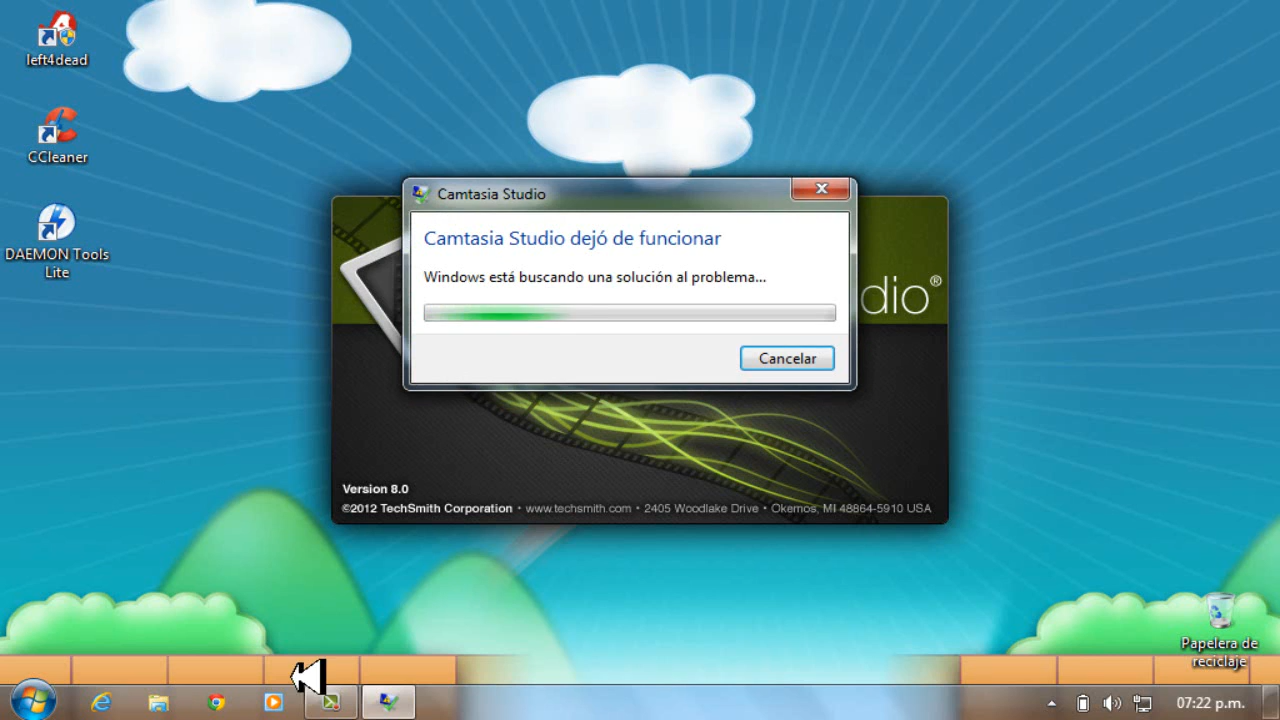 left4dead
CCleaner
DAEMON Tools
Lite
Camtasia Studio
Camtasia Studio dejó de funcionar
Windows está buscando una solución al problema...
Cancelar
dio®
Version 8.0
©2012 TechSmith Corporation • www.techsmith.com • 2405 Woodlake Drive • Okemos, MI 48864-5910 USA
Papelera de
reciclaje
07:22 p.m.